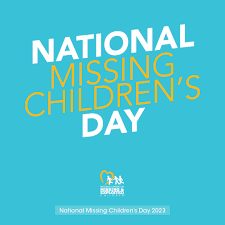 NATIONAL
MISSING
CHILDREN'S
DAY
National Missing Children's Day 2023